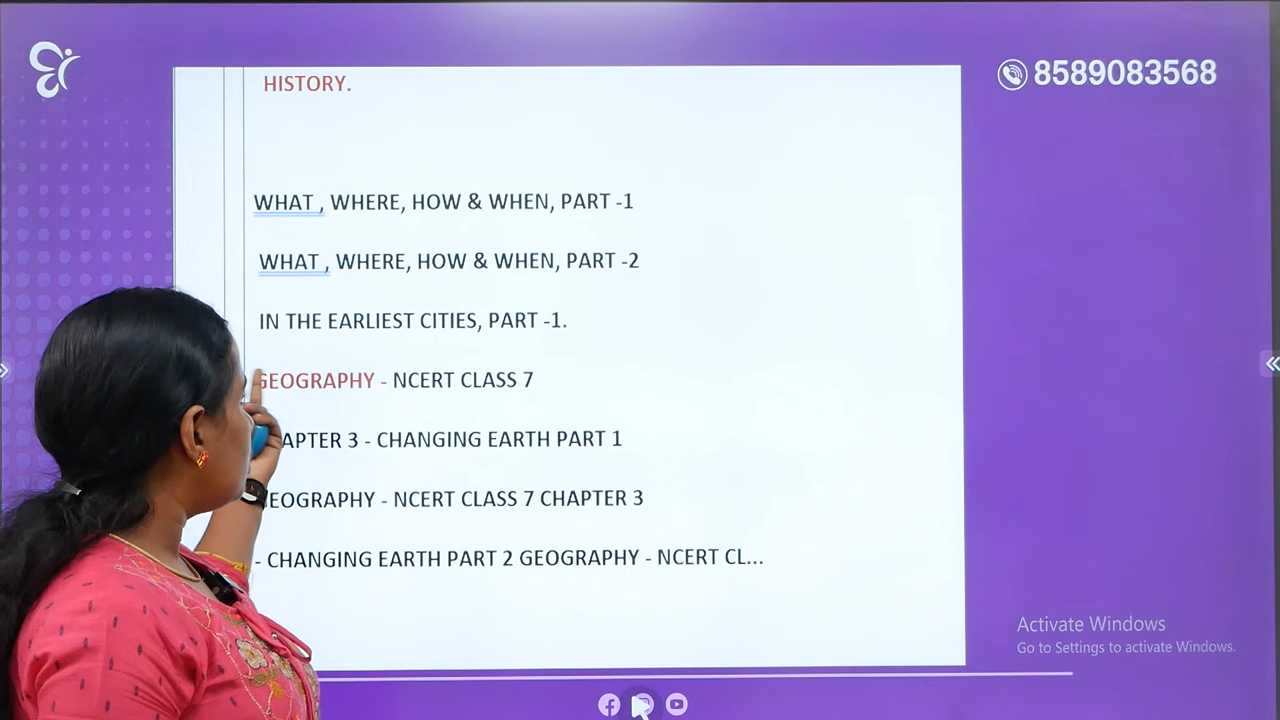 HISTORY.
8589083568
WHAT , WHERE, HOW & WHEN, PART -1
WHAT , WHERE, HOW & WHEN, PART -2
IN THE EARLIEST CITIES, PART -1.
GEOGRAPHY - NCERT CLASS 7
APTER 3 - CHANGING EARTH PART 1
EOGRAPHY - NCERT CLASS 7 CHAPTER 3
- CHANGING EARTH PART 2 GEOGRAPHY - NCERT CL...
Activate Windows
Go to Settings to activate Windows.